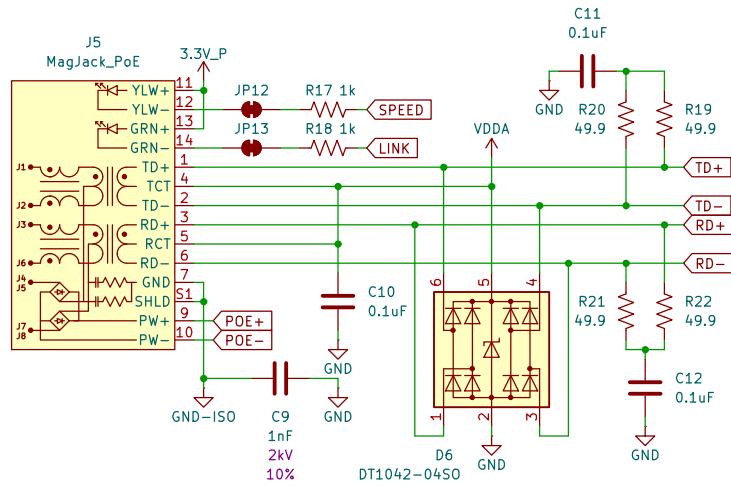 J5
MagJack_PoE
3.3V_P
YLW+ 11
YLW- 12
GRN+ 13
GRN- 14
TD+ 1
TCT 4
TD- 2
RD+ 3
RCT 5
RD- 6
GND 7
SHLD S1
PW+ 9
PW- 10
J1
J2
J3
J6
J4
J5
J7
J8
JP12
R17 1k
SPEED
JP13
R18 1k
LINK
VDDA
C11
0.1uF
GND
R20
49.9
R19
49.9
TD+
TD-
RD+
RD-
POE+
POE-
C10
0.1uF
GND
GND-ISO
C9
1nF
2kV
10%
GND
6
5
4
1
2
3
D6
DT1042-04SO
GND
R21
49.9
R22
49.9
C12
0.1uF
GND